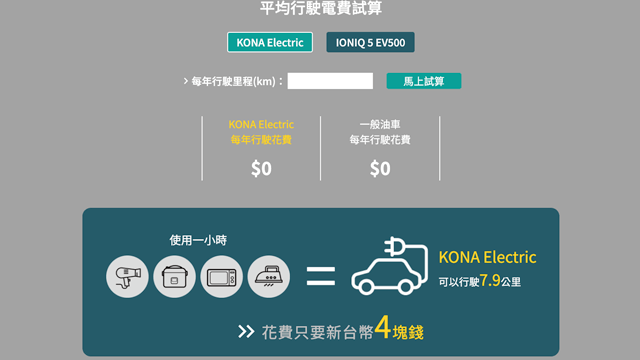 平均行駛電費試算
KONA Electric
IONIQ 5 EV500
每年行駛里程(km)：
馬上試算
KONA Electric
每年行駛花費
$0
一般油車
每年行駛花費
$0
使用一小時
KONA Electric
可以行駛7.9公里
花費只要新台幣4塊錢